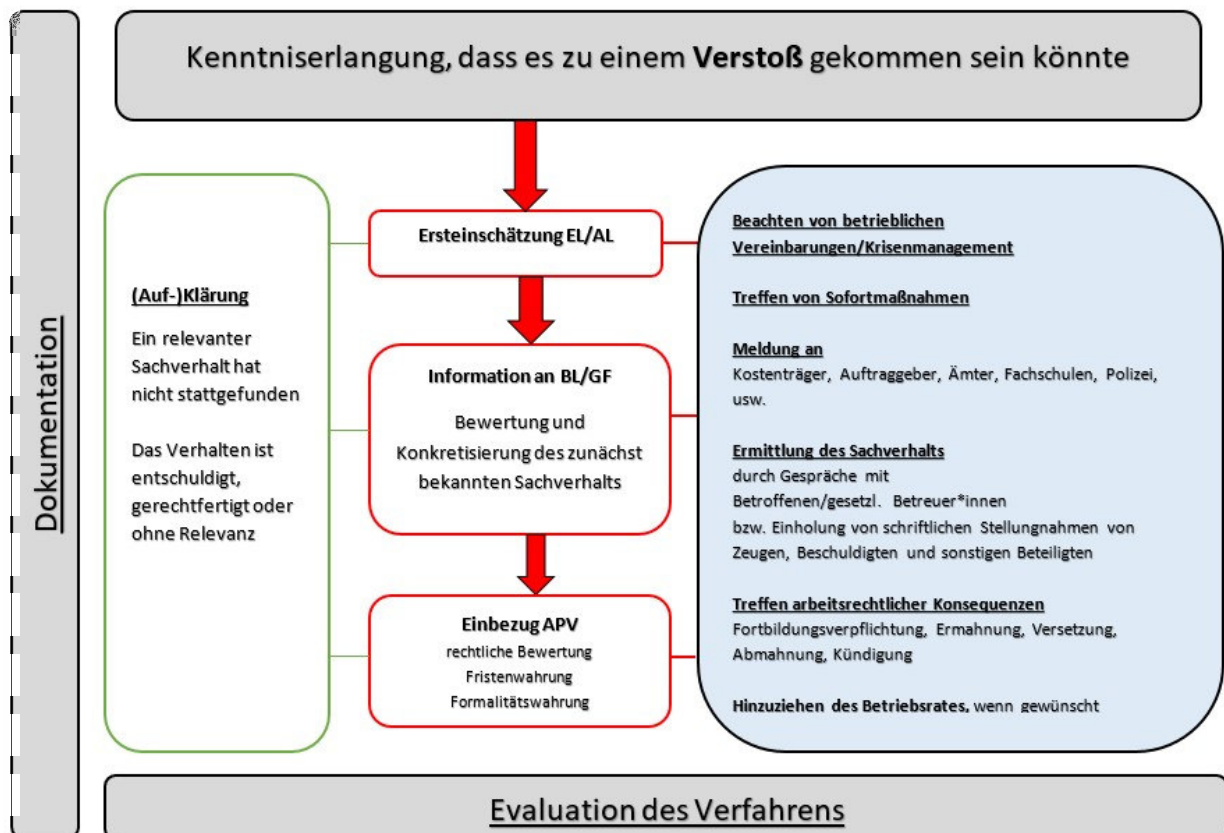 Kenntniserlangung, dass es zu einem Verstoß gekommen sein könnte
Dokumentation
(Auf-)Klärung
Ein relevanter
Sachverhalt hat
nicht stattgefunden
Das Verhalten ist
entschuldigt,
gerechtfertigt oder
ohne Relevanz
Ersteinschätzung EL/AL
Information an BL/GF
Bewertung und
Konkretisierung des zunächst
bekannten Sachverhalts
Einbezug APV
rechtliche Bewertung
Fristenwahrung
Formalitätswahrung
Beachten von betrieblichen
Vereinbarungen/Krisenmanagement
Treffen von Sofortmaßnahmen
Meldung an
Kostenträger, Auftraggeber, Ämter, Fachschulen, Polizei,
usw.
Ermittlung des Sachverhalts
durch Gespräche mit
Betroffenen/gesetzl. Betreuer*innen
bzw. Einholung von schriftlichen Stellungnahmen von
Zeugen, Beschuldigten und sonstigen Beteiligten
Treffen arbeitsrechtlicher Konsequenzen
Fortbildungsverpflichtung, Ermahnung, Versetzung,
Abmahnung, Kündigung
Hinzuziehen des Betriebsrates, wenn gewünscht
Evaluation des Verfahrens